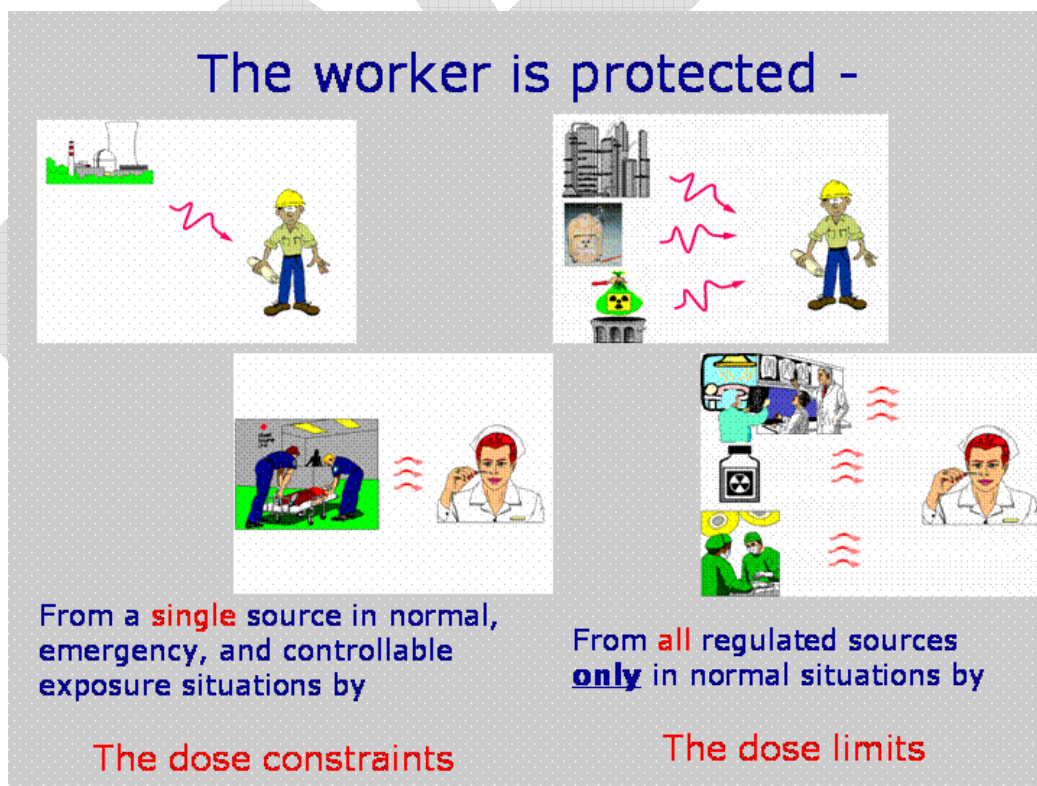 The worker is protected -
From a single source in normal,
emergency, and controllable
exposure situations by
The dose constraints
From all regulated sources
only in normal situations by
The dose limits